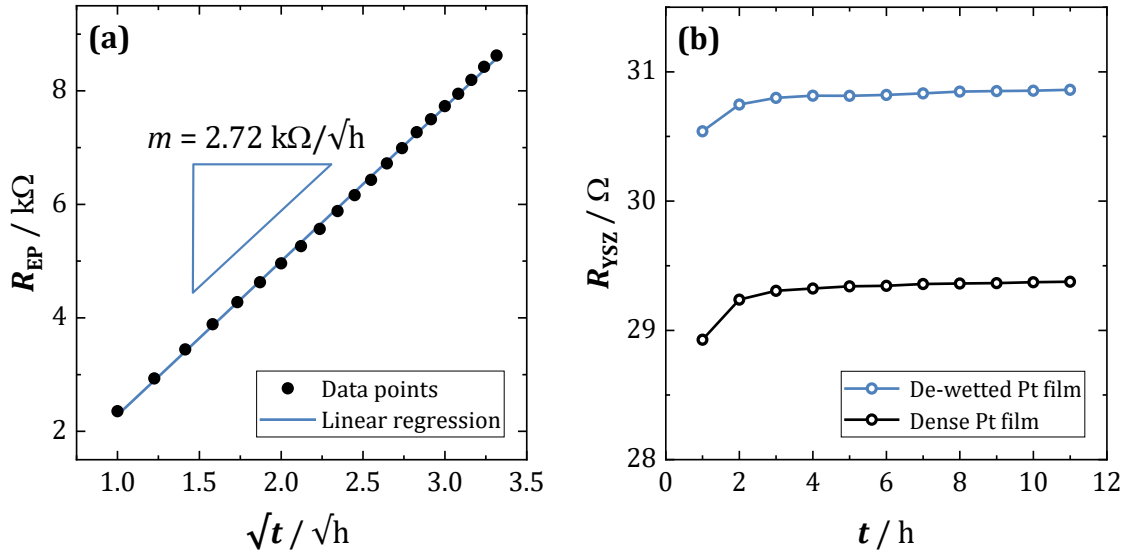 (a)
m = 2.72 kΩ/√h
R_EP / kΩ
8
6
4
2
Data points
Linear regression
1.0 1.5 2.0 2.5 3.0 3.5
√t / √h
(b)
R_YSZ / Ω
31
30
29
28
De-wetted Pt film
Dense Pt film
0 2 4 6 8 10 12
t / h